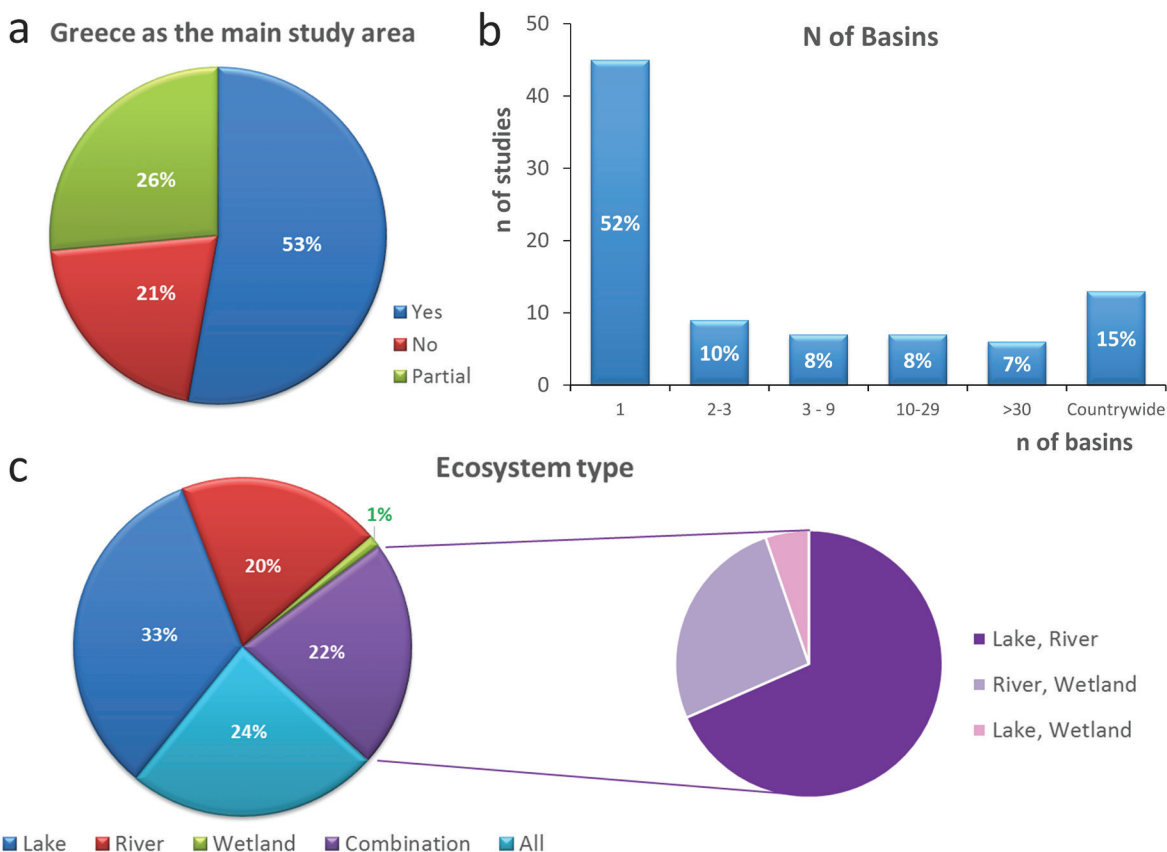 a
Greece as the main study area
26%
53%
21%
Yes
No
Partial
b
N of Basins
n of studies
50
40
30
20
10
0
52%
10%
8%
8%
7%
15%
1
2-3
3 - 9
10-29
>30
Countrywide
n of basins
c
Ecosystem type
1%
20%
33%
22%
24%
Lake, River
River, Wetland
Lake, Wetland
Lake
River
Wetland
Combination
All